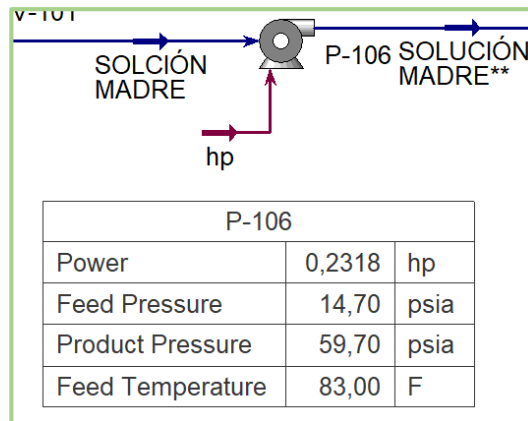 V-101
SOLCIÓN
MADRE
P-106
SOLUCIÓN
MADRE**
hp
P-106
Power 0,2318 hp
Feed Pressure 14,70 psia
Product Pressure 59,70 psia
Feed Temperature 83,00 F